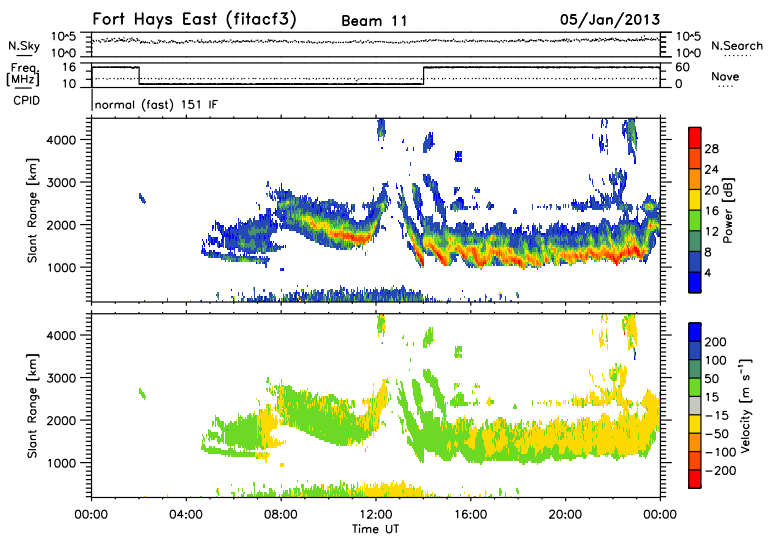 Fort Hays East (fitacf3) Beam 11 05/Jan/2013
N.Sky 10^5 10^0 10^5 10^0 N.Search
Freq. [MHz] 16 10 60 0 Nave
CPID normal (fast) 151 IF
Slant Range [km] 4000 3000 2000 1000
Power [dB] 28 24 20 16 12 8 4
Slant Range [km] 4000 3000 2000 1000
Velocity [m s⁻¹] 200 100 50 15 -15 -50 -100 -200
00:00 04:00 08:00 12:00 16:00 20:00 00:00
Time UT